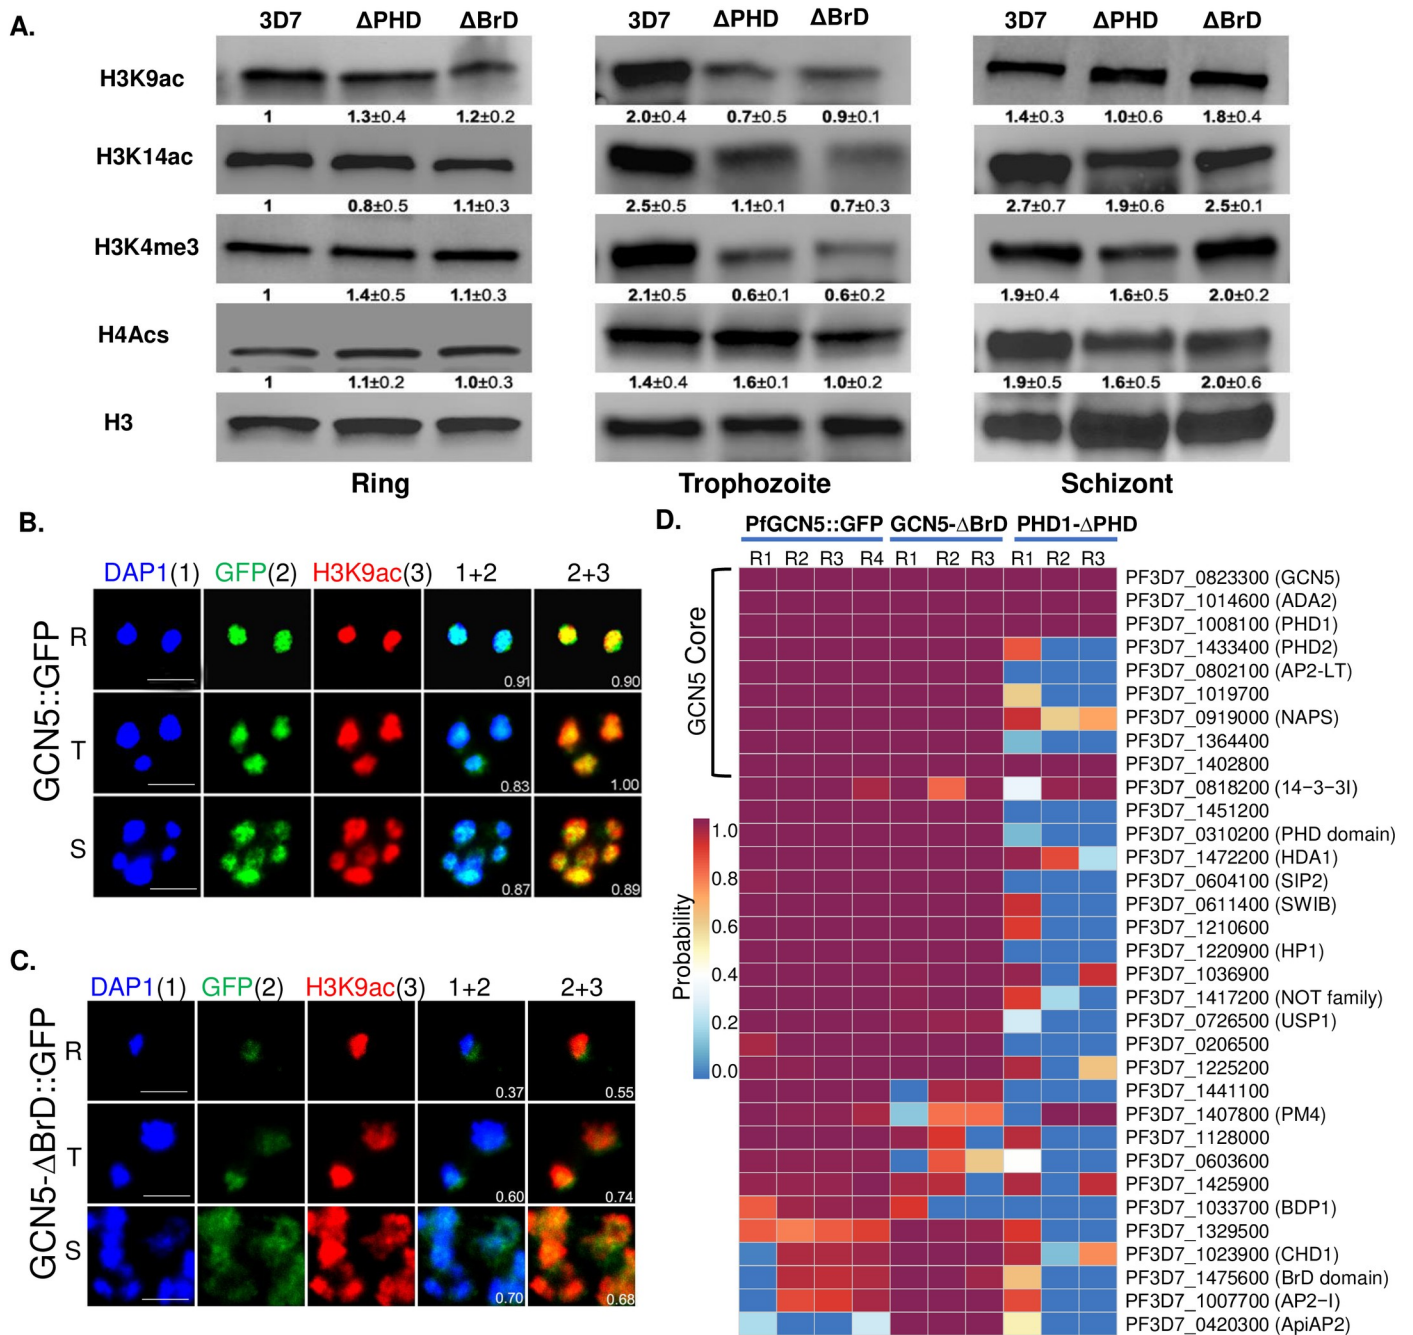 A.
3D7 ΔPHD ΔBrD 3D7 ΔPHD ΔBrD 3D7 ΔPHD ΔBrD
H3K9ac
1 1.3±0.4 1.2±0.2 2.0±0.4 0.7±0.5 0.9±0.1 1.4±0.3 1.0±0.6 1.8±0.4
H3K14ac
1 0.8±0.5 1.1±0.3 2.5±0.5 1.1±0.1 0.7±0.3 2.7±0.7 1.9±0.6 2.5±0.1
H3K4me3
1 1.4±0.5 1.1±0.3 2.1±0.5 0.6±0.1 0.6±0.2 1.9±0.4 1.6±0.5 2.0±0.2
H4Acs
1 1.1±0.2 1.0±0.3 1.4±0.4 1.6±0.1 1.0±0.2 1.9±0.5 1.6±0.5 2.0±0.6
H3
Ring Trophozoite Schizont
B.
DAP1(1) GFP(2) H3K9ac(3) 1+2 2+3
GCN5::GFP
R
0.91 0.90
T
0.83 1.00
S
0.87 0.89
C.
DAP1(1) GFP(2) H3K9ac(3) 1+2 2+3
GCN5-ΔBrD::GFP
R
0.37 0.55
T
0.60 0.74
S
0.70 0.68
D.
PfGCN5::GFP GCN5-ΔBrD PHD1-ΔPHD
R1 R2 R3 R4 R1 R2 R3 R1 R2 R3
GCN5 Core
PF3D7_0823300 (GCN5)
PF3D7_1014600 (ADA2)
PF3D7_1008100 (PHD1)
PF3D7_1433400 (PHD2)
PF3D7_0802100 (AP2-LT)
PF3D7_1019700
PF3D7_0919000 (NAPS)
PF3D7_1364400
PF3D7_1402800
PF3D7_0818200 (14−3−3I)
PF3D7_1451200
PF3D7_0310200 (PHD domain)
PF3D7_1472200 (HDA1)
PF3D7_0604100 (SIP2)
PF3D7_0611400 (SWIB)
PF3D7_1210600
PF3D7_1220900 (HP1)
PF3D7_1036900
PF3D7_1417200 (NOT family)
PF3D7_0726500 (USP1)
PF3D7_0206500
PF3D7_1225200
PF3D7_1441100
PF3D7_1407800 (PM4)
PF3D7_1128000
PF3D7_0603600
PF3D7_1425900
PF3D7_1033700 (BDP1)
PF3D7_1329500
PF3D7_1023900 (CHD1)
PF3D7_1475600 (BrD domain)
PF3D7_1007700 (AP2−I)
PF3D7_0420300 (ApiAP2)
Probability
1.0
0.8
0.6
0.4
0.2
0.0